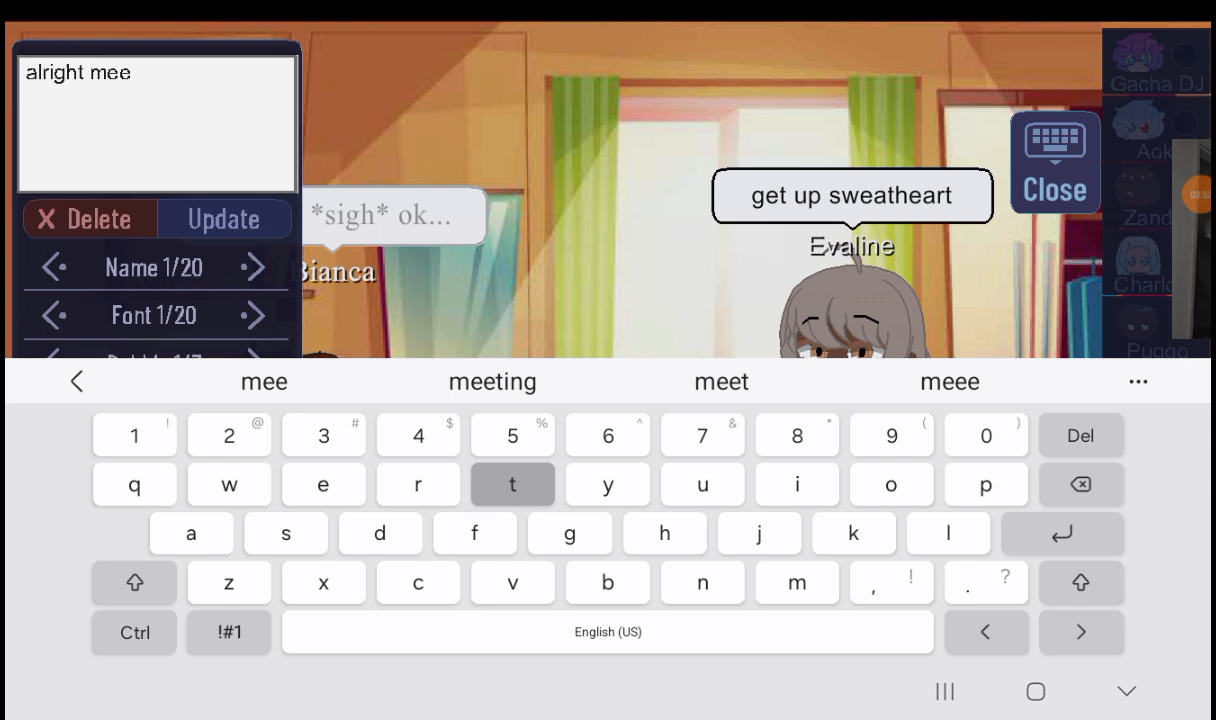 alright mee
X Delete
Update
Name 1/20
Font 1/20
*sigh* ok...
Bianca
get up sweatheart
Evaline
Close
Gacha DJ
Zand
Puggo
mee
meeting
meet
meee
...
1 ! 2 @ 3 # 4 $ 5 % 6 ^ 7 & 8 * 9 ( 0 ) Del
q w e r t y u i o p
a s d f g h j k l
z x c v b n m , ! . ?
Ctrl !#1 English (US) < >